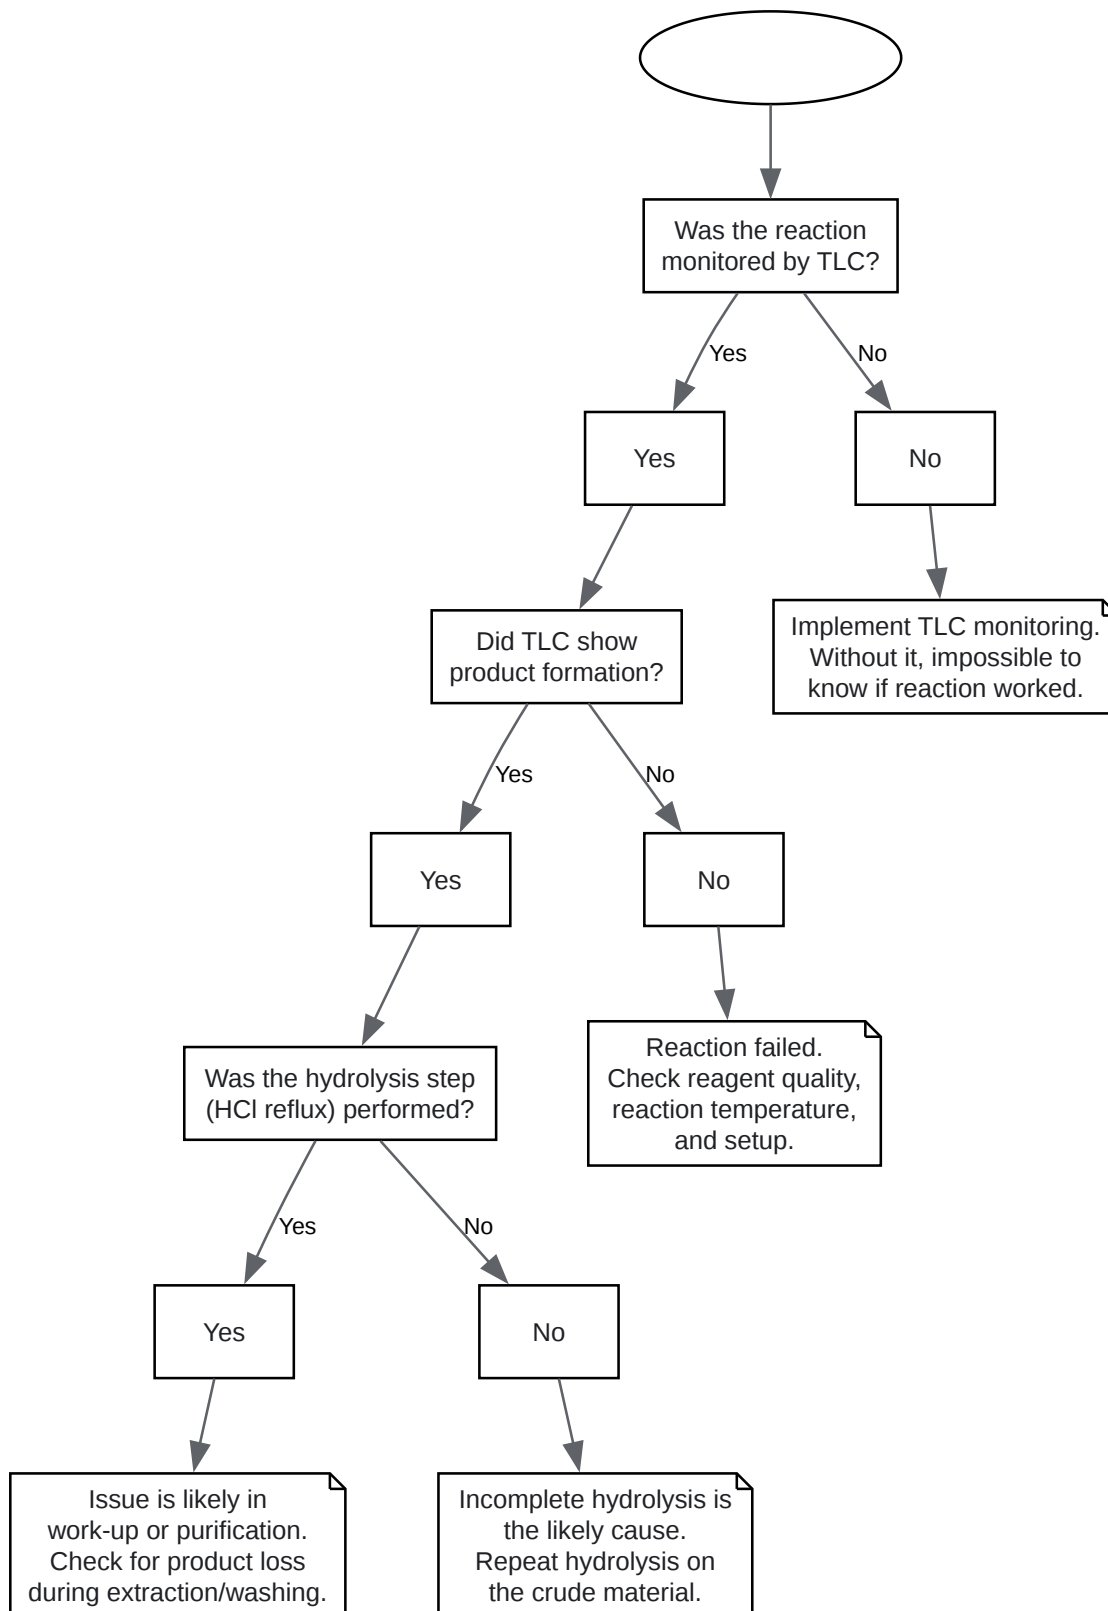 Was the reaction
monitored by TLC?
Yes
No
Yes
No
Did TLC show
product formation?
Implement TLC monitoring.
Without it, impossible to
know if reaction worked.
Yes
No
Yes
No
Was the hydrolysis step
(HCl reflux) performed?
Reaction failed.
Check reagent quality,
reaction temperature,
and setup.
Yes
No
Yes
No
Issue is likely in
work-up or purification.
Check for product loss
during extraction/washing.
Incomplete hydrolysis is
the likely cause.
Repeat hydrolysis on
the crude material.